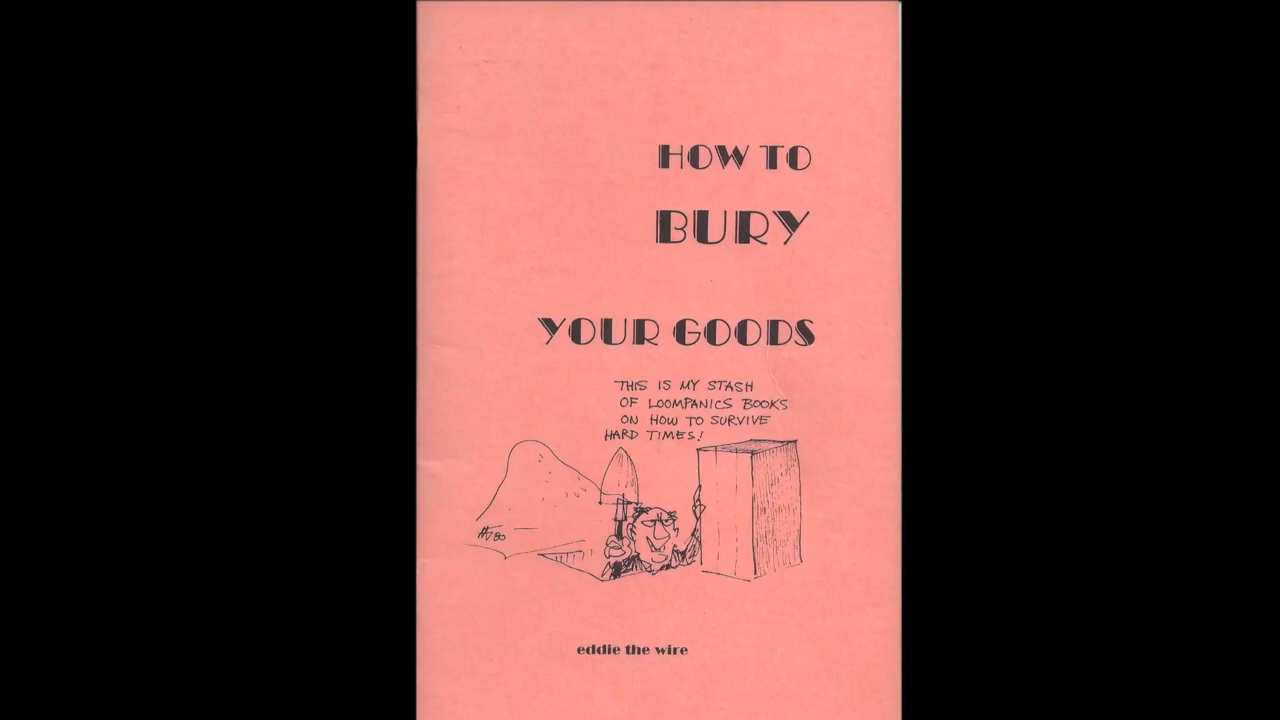 HOW TO
BURY
YOUR GOODS
THIS IS MY STASH
OF LOOMPANICS BOOKS
ON HOW TO SURVIVE
HARD TIMES!
80
eddie the wire